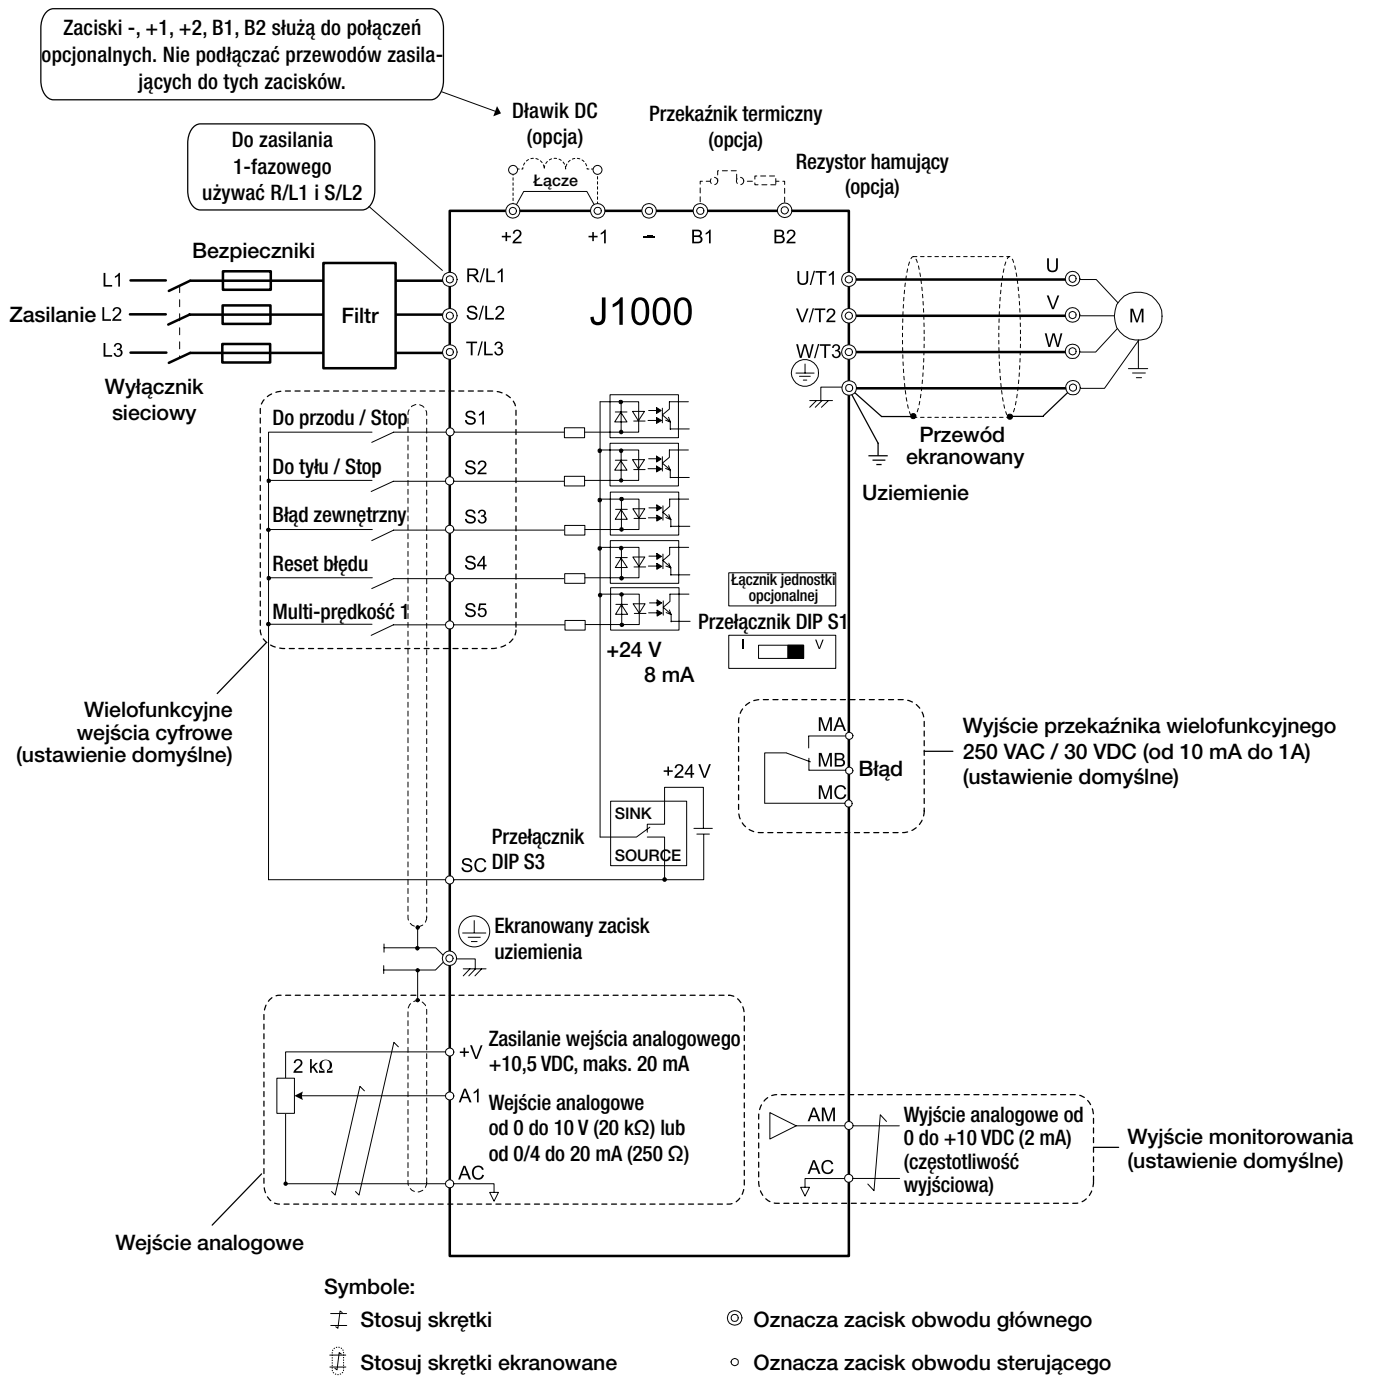 Zaciski -, +1, +2, B1, B2 służą do połączeń
opcjonalnych. Nie podłączać przewodów zasila-
jących do tych zacisków.
Dławik DC
(opcja)
Łącze
Przekaźnik termiczny
(opcja)
Rezystor hamujący
(opcja)
Do zasilania
1-fazowego
używać R/L1 i S/L2
+2
+1
–
B1
B2
Bezpieczniki
Zasilanie
L1
L2
L3
Filtr
Wyłącznik
sieciowy
R/L1
S/L2
T/L3
J1000
U/T1
V/T2
W/T3
U
V
W
M
Przewód
ekranowany
Uziemienie
Do przodu / Stop
S1
Do tyłu / Stop
S2
Błąd zewnętrzny
S3
Reset błędu
S4
Multi-prędkość 1
S5
+24 V
8 mA
Łącznik jednostki
opcjonalnej
Przełącznik DIP S1
I
V
Wielofunkcyjne
wejścia cyfrowe
(ustawienie domyślne)
MA
MB
MC
Błąd
Wyjście przekaźnika wielofunkcyjnego
250 VAC / 30 VDC (od 10 mA do 1A)
(ustawienie domyślne)
+24 V
SINK
SOURCE
Przełącznik
DIP S3
SC
Ekranowany zacisk
uziemienia
2 kΩ
+V
Zasilanie wejścia analogowego
+10,5 VDC, maks. 20 mA
A1
Wejście analogowe
od 0 do 10 V (20 kΩ) lub
od 0/4 do 20 mA (250 Ω)
AC
Wejście analogowe
AM
AC
Wyjście analogowe od
0 do +10 VDC (2 mA)
(częstotliwość
wyjściowa)
Wyjście monitorowania
(ustawienie domyślne)
Symbole:
Stosuj skrętki
Stosuj skrętki ekranowane
Oznacza zacisk obwodu głównego
Oznacza zacisk obwodu sterującego